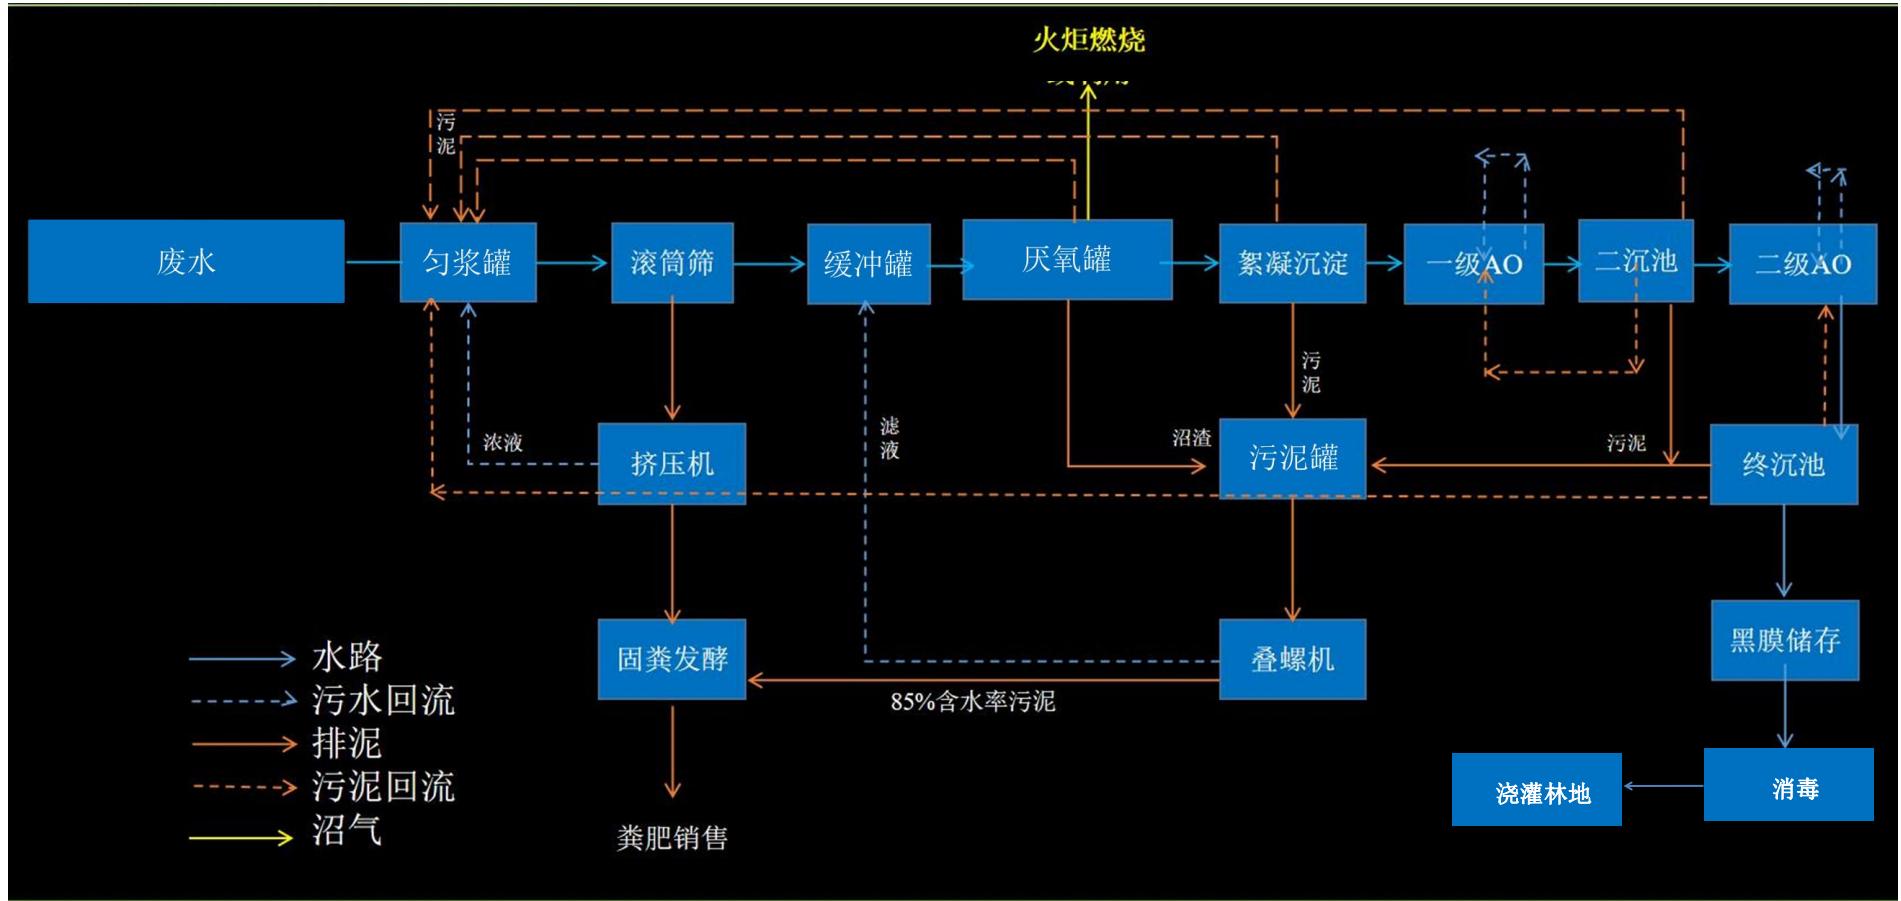 火炬燃烧
污
泥
废水
匀浆罐
滚筒筛
缓冲罐
厌氧罐
絮凝沉淀
一级AO
二沉池
二级AO
污
泥
浓液
挤压机
滤
液
沼渣
污泥罐
污泥
终沉池
固粪发酵
85%含水率污泥
叠螺机
黑膜储存
水路
污水回流
排泥
污泥回流
沼气
粪肥销售
浇灌林地
消毒